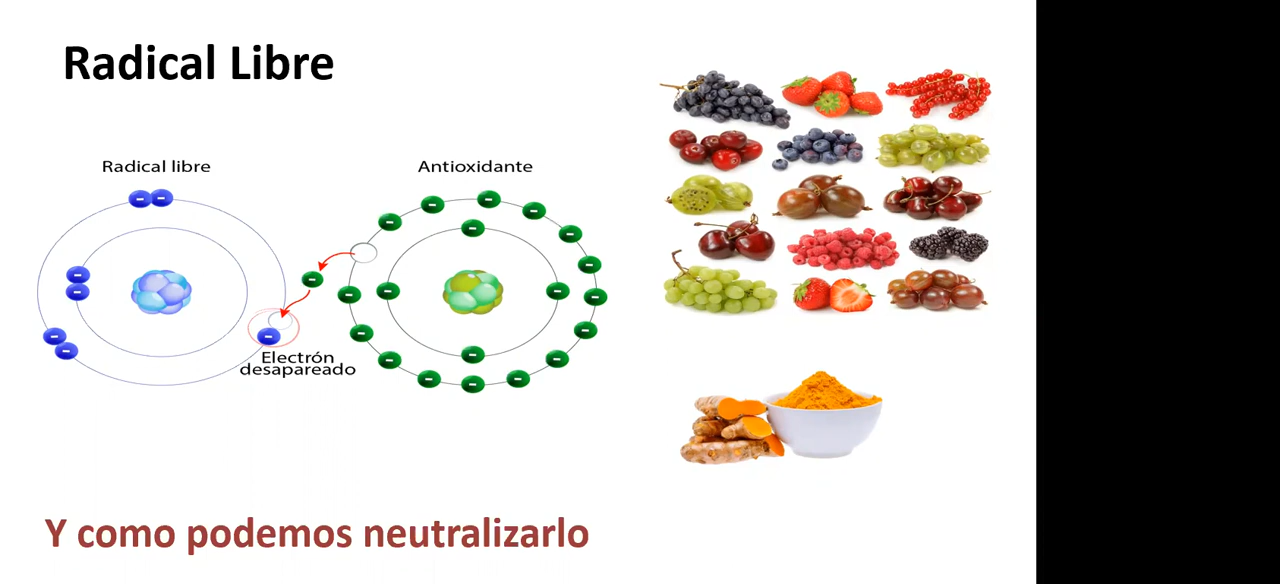 Radical Libre
Radical libre
Antioxidante
Electrón
desapareado
Y como podemos neutralizarlo